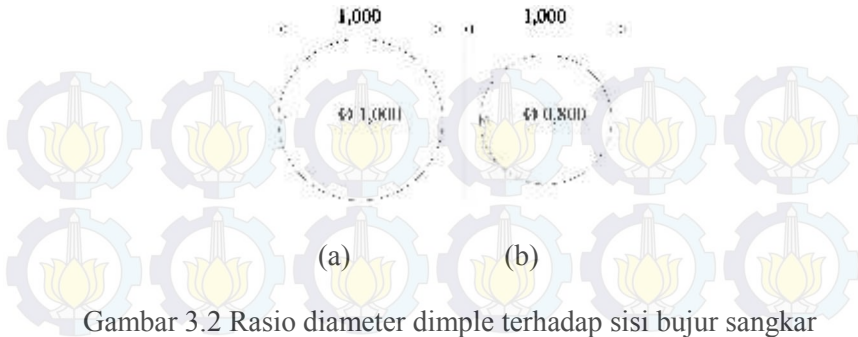 1,000 1,000
Φ 1,000 Φ 0,800
(a) (b)
Gambar 3.2 Rasio diameter dimple terhadap sisi bujur sangkar